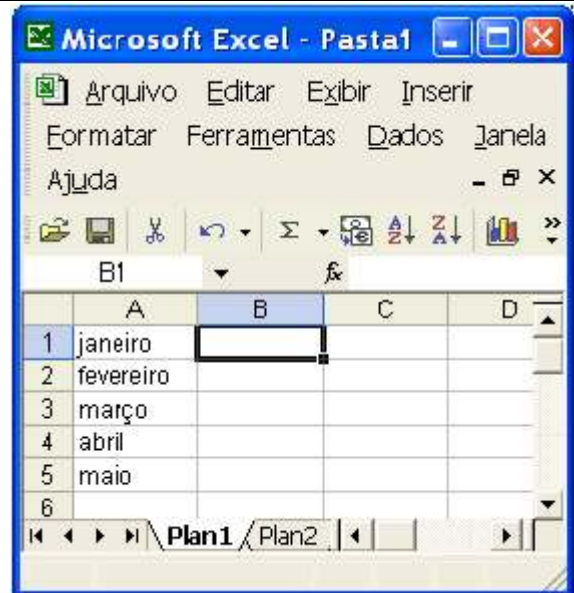 Microsoft Excel - Pasta1
Arquivo Editar Exibir Inserir
Formatar Ferramentas Dados Janela
Ajuda
B1 fx
A B C D
1 janeiro
2 fevereiro
3 março
4 abril
5 maio
6
Plan1 Plan2